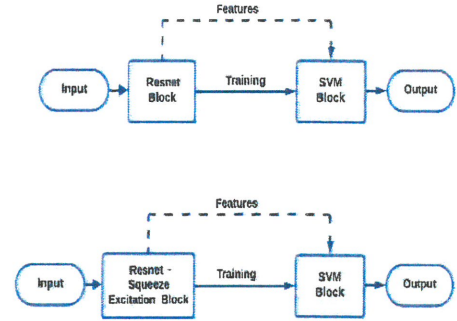 Features
Input
Resnet
Block
Training
SVM
Block
Output
Features
Input
Resnet -
Squeeze
Excitation Block
Training
SVM
Block
Output